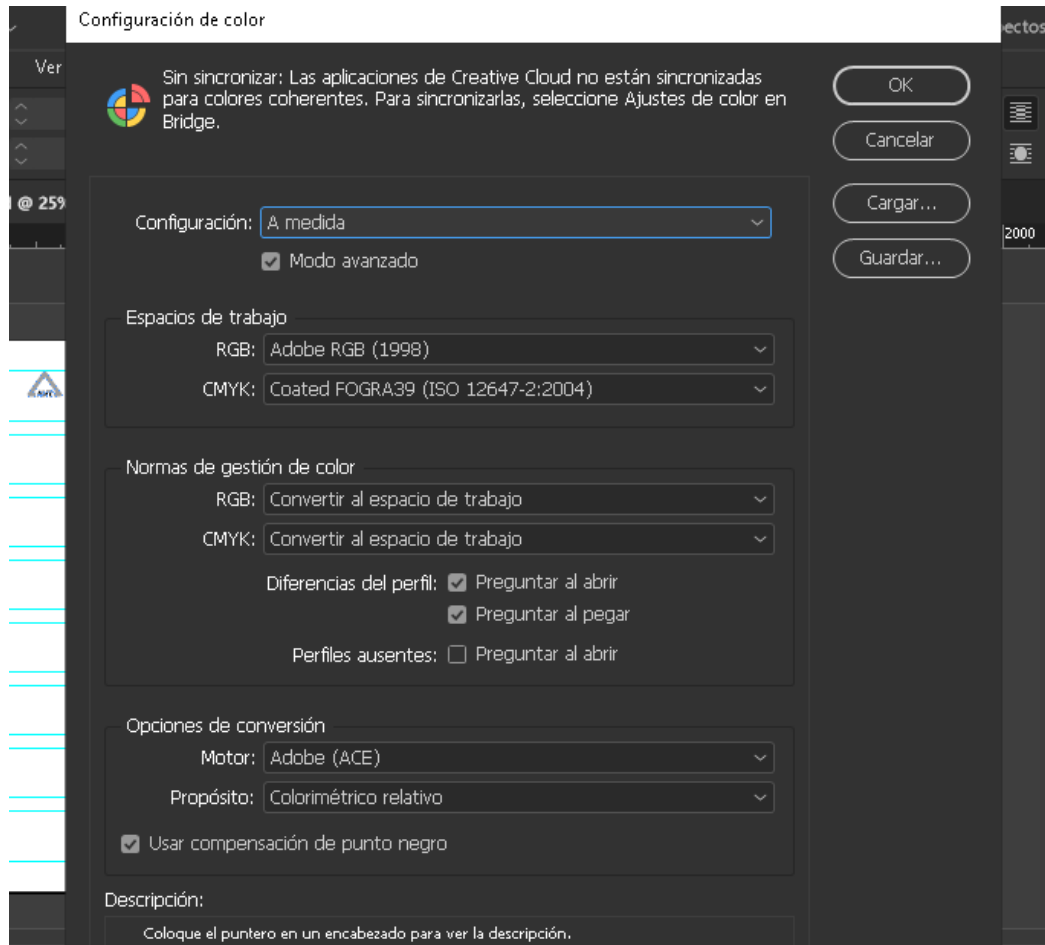 Configuración de color
ectos
Ver
Sin sincronizar: Las aplicaciones de Creative Cloud no están sincronizadas
para colores coherentes. Para sincronizarlas, seleccione Ajustes de color en
Bridge.
OK
Cancelar
@ 25%
Configuración: A medida
Cargar...
2000
Modo avanzado
Guardar...
Espacios de trabajo
RGB: Adobe RGB (1998)
CMYK: Coated FOGRA39 (ISO 12647-2:2004)
Normas de gestión de color
RGB: Convertir al espacio de trabajo
CMYK: Convertir al espacio de trabajo
Diferencias del perfil: Preguntar al abrir
Preguntar al pegar
Perfiles ausentes: Preguntar al abrir
Opciones de conversión
Motor: Adobe (ACE)
Propósito: Colorimétrico relativo
Usar compensación de punto negro
Descripción:
Coloque el puntero en un encabezado para ver la descripción.